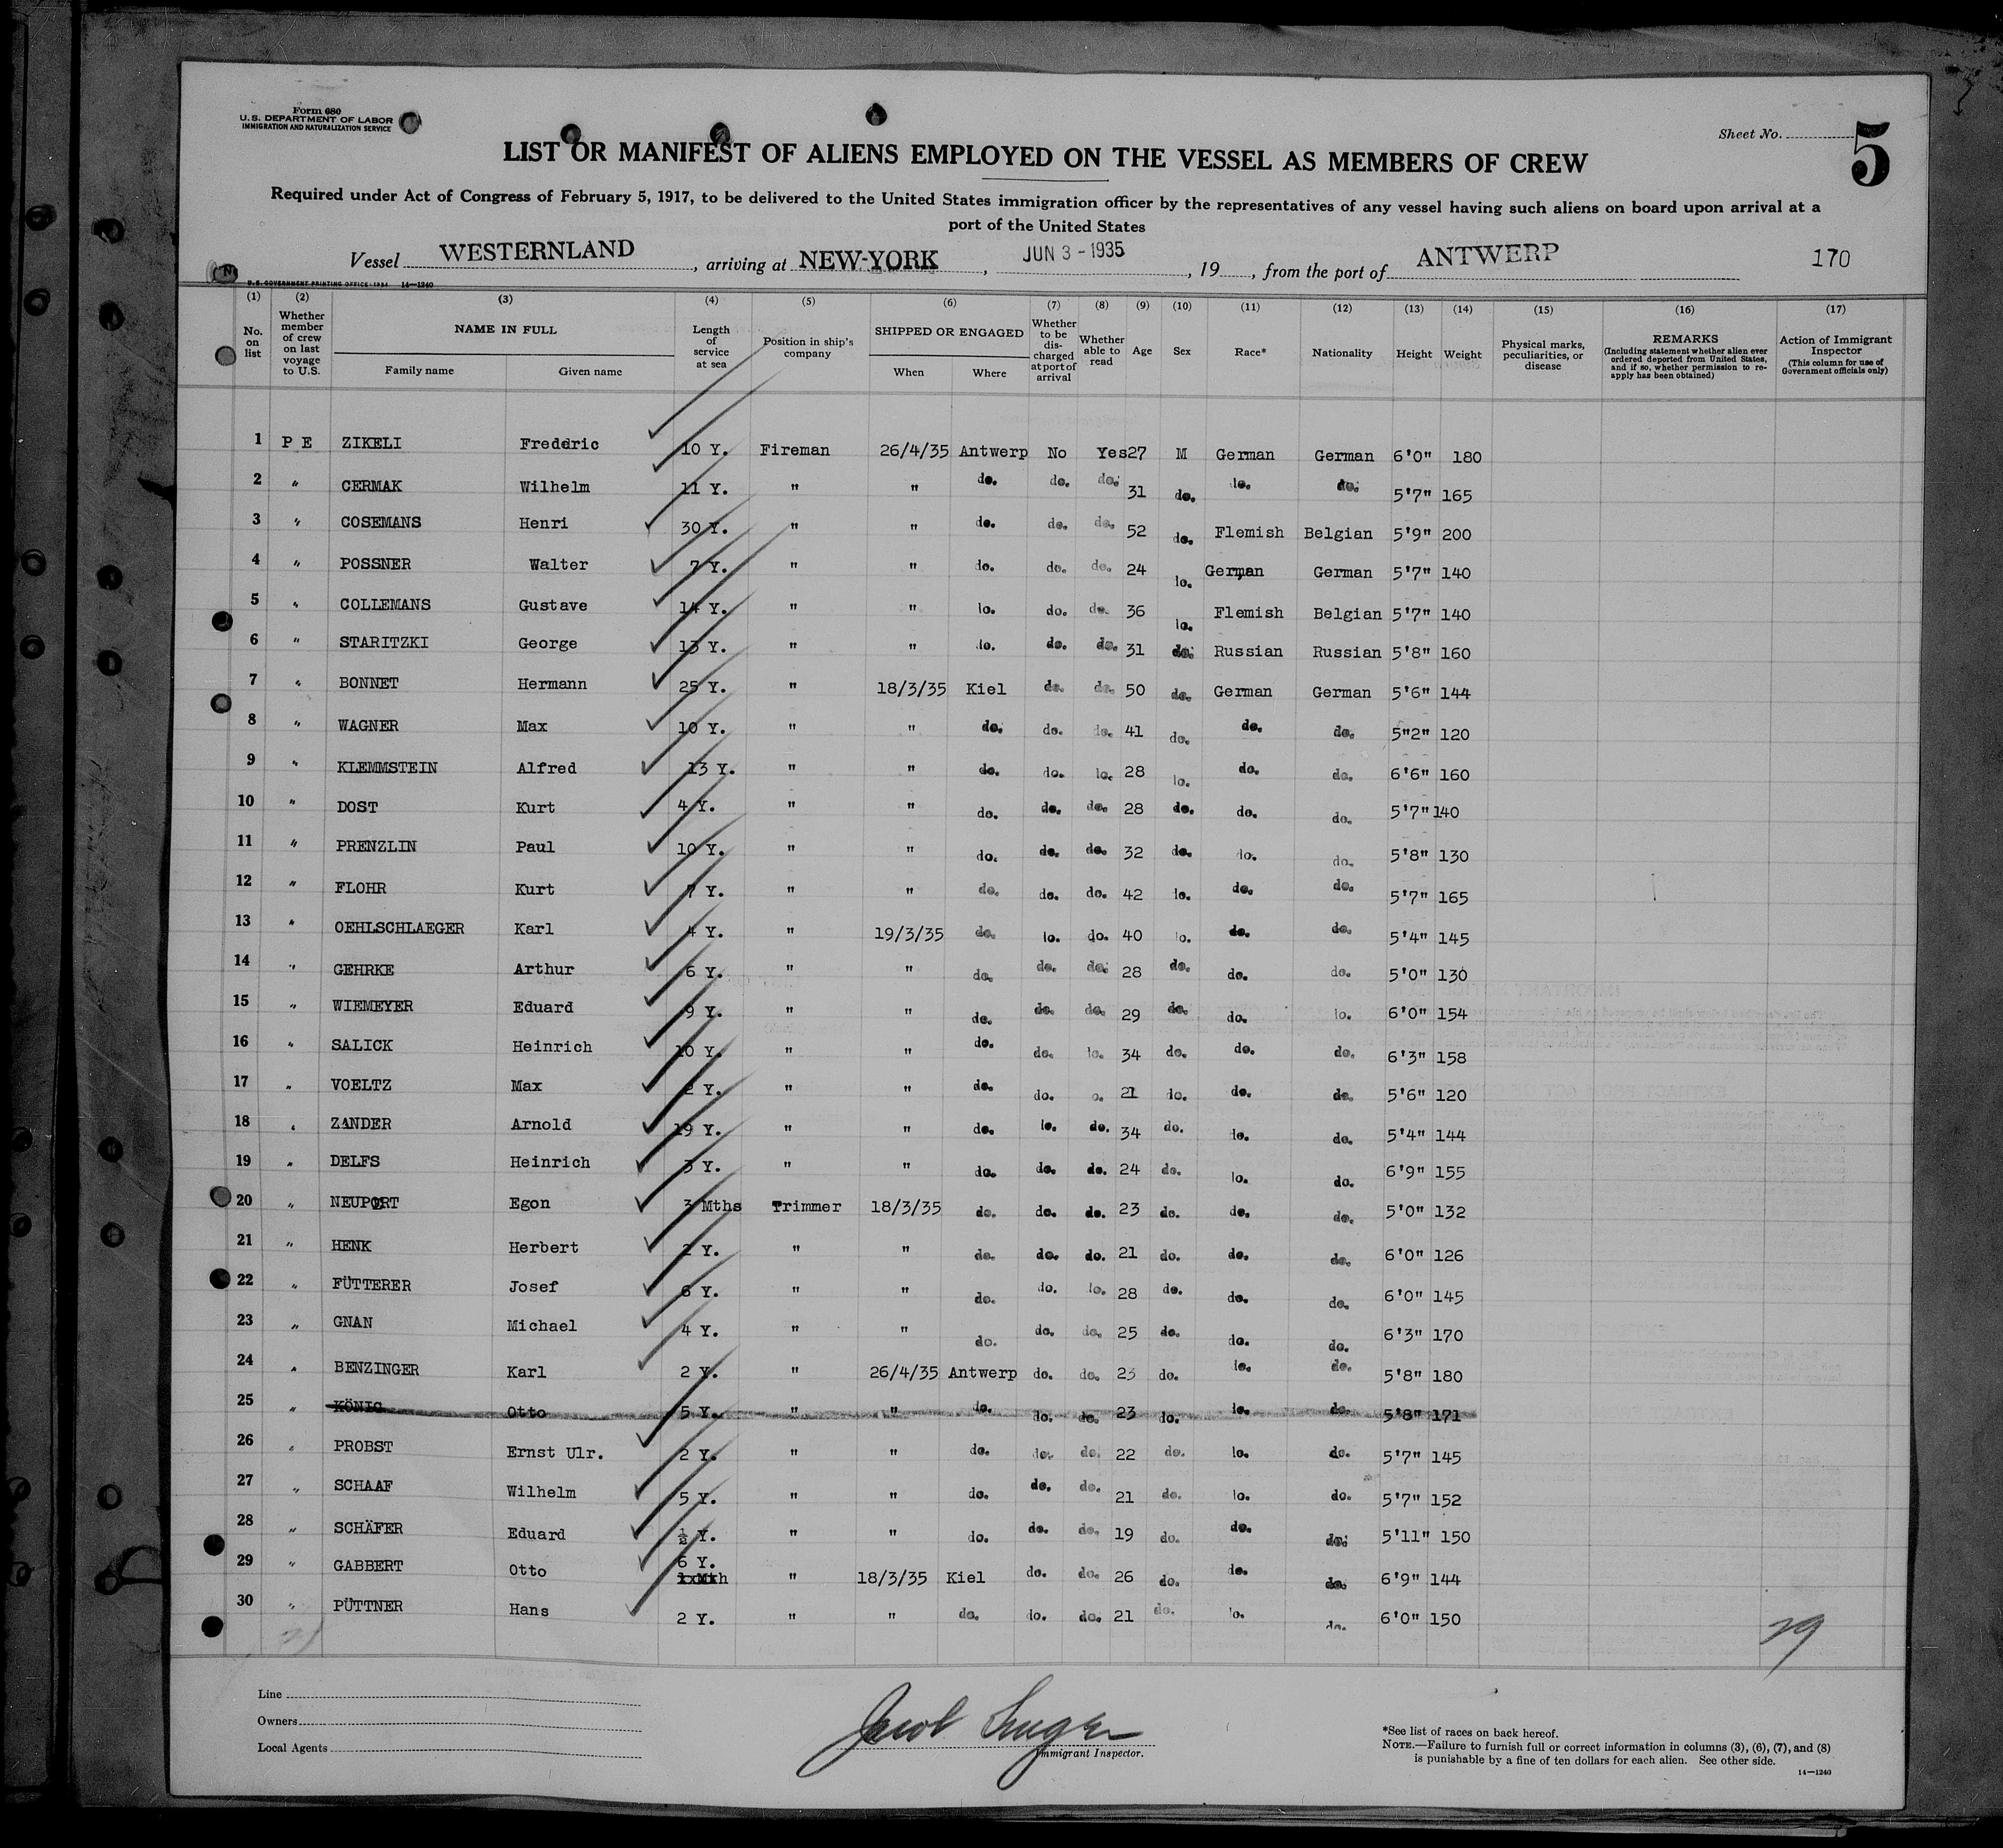 Form 680
U. S. DEPARTMENT OF LABOR
IMMIGRATION AND NATURALIZATION SERVICE
Sheet No. 5
LIST OR MANIFEST OF ALIENS EMPLOYED ON THE VESSEL AS MEMBERS OF CREW
Required under Act of Congress of February 5, 1917, to be delivered to the United States immigration officer by the representatives of any vessel having such aliens on board upon arrival at a
port of the United States
Vessel WESTERNLAND, arriving at NEW-YORK, JUN 3 - 1935, 19, from the port of ANTWERP 170
U. S. GOVERNMENT PRINTING OFFICE: 1934 14—1240
(1) No. on list
(2) Whether member of crew on last voyage to U.S.
(3) NAME IN FULL Family name Given name
(4) Length of service at sea
(5) Position in ship's company
(6) SHIPPED OR ENGAGED When Where
(7) Whether to be discharged at port of arrival
(8) Whether able to read
(9) Age
(10) Sex
(11) Race*
(12) Nationality
(13) Height
(14) Weight
(15) Physical marks, peculiarities, or disease
(16) REMARKS (Including statement whether alien ever ordered deported from United States, and if so, whether permission to re-apply has been obtained)
(17) Action of Immigrant Inspector (This column for use of Government officials only)
1 P E ZIKELI Frederic 10 Y. Fireman 26/4/35 Antwerp No Yes 27 M German German 6'0" 180
2 " CERMAK Wilhelm 11 Y. " " do. do. do. 31 do. do. do. 5'7" 165
3 " COSEMANS Henri 30 Y. " " do. do. do. 52 do. Flemish Belgian 5'9" 200
4 " POSSNER Walter 7 Y. " " do. do. do. 24 do. German German 5'7" 140
5 " COLLEMANS Gustave 14 Y. " " do. do. do. 36 do. Flemish Belgian 5'7" 140
6 " STARITZKI George 13 Y. " " do. do. do. 31 do. Russian Russian 5'8" 160
7 " BONNET Hermann 25 Y. " 18/3/35 Kiel do. do. 50 do. German German 5'6" 144
8 " WAGNER Max 10 Y. " " do. do. do. 41 do. do. do. 5"2" 120
9 " KLEMMSTEIN Alfred 13 Y. " " do. do. do. 28 do. do. do. 6'6" 160
10 " DOST Kurt 4 Y. " " do. do. do. 28 do. do. do. 5'7" 140
11 " PRENZLIN Paul 10 Y. " " do. do. do. 32 do. do. do. 5'8" 130
12 " FLOHR Kurt 7 Y. " " do. do. do. 42 do. do. do. 5'7" 165
13 " OEHLSCHLAEGER Karl 4 Y. " 19/3/35 do. do. do. 40 do. do. do. 5'4" 145
14 " GEHRKE Arthur 6 Y. " " do. do. do. 28 do. do. do. 5'0" 130
15 " WIEMEYER Eduard 9 Y. " " do. do. do. 29 do. do. do. 6'0" 154
16 " SALICK Heinrich 10 Y. " " do. do. do. 34 do. do. do. 6'3" 158
17 " VOELTZ Max 2 Y. " " do. do. do. 21 do. do. do. 5'6" 120
18 " ZANDER Arnold 19 Y. " " do. do. do. 34 do. do. do. 5'4" 144
19 " DELFS Heinrich 3 Y. " " do. do. do. 24 do. do. do. 6'9" 155
20 " NEUPORT Egon 3 Mths Trimmer 18/3/35 do. do. do. 23 do. do. do. 5'0" 132
21 " HENK Herbert 2 Y. " " do. do. do. 21 do. do. do. 6'0" 126
22 " FÜTTERER Josef 6 Y. " " do. do. do. 28 do. do. do. 6'0" 145
23 " GNAN Michael 4 Y. " " do. do. do. 25 do. do. do. 6'3" 170
24 " BENZINGER Karl 2 Y. " 26/4/35 Antwerp do. do. 23 do. do. do. 5'8" 180
25 " KÖNIG Otto 5 Y. " " do. do. do. 23 do. do. do. 5'8" 171
26 " PROBST Ernst Ulr. 2 Y. " " do. do. do. 22 do. do. do. 5'7" 145
27 " SCHAAF Wilhelm 5 Y. " " do. do. do. 21 do. do. do. 5'7" 152
28 " SCHÄFER Eduard ½ Y. " " do. do. do. 19 do. do. do. 5'11" 150
29 " GABBERT Otto 6 Y. " 18/3/35 Kiel do. do. 26 do. do. do. 6'9" 144
30 " PÜTTNER Hans 2 Y. " " do. do. do. 21 do. do. do. 6'0" 150
29
Line
Owners
Local Agents
Immigrant Inspector.
*See list of races on back hereof.
NOTE.—Failure to furnish full or correct information in columns (3), (6), (7), and (8)
is punishable by a fine of ten dollars for each alien. See other side.
14—1240